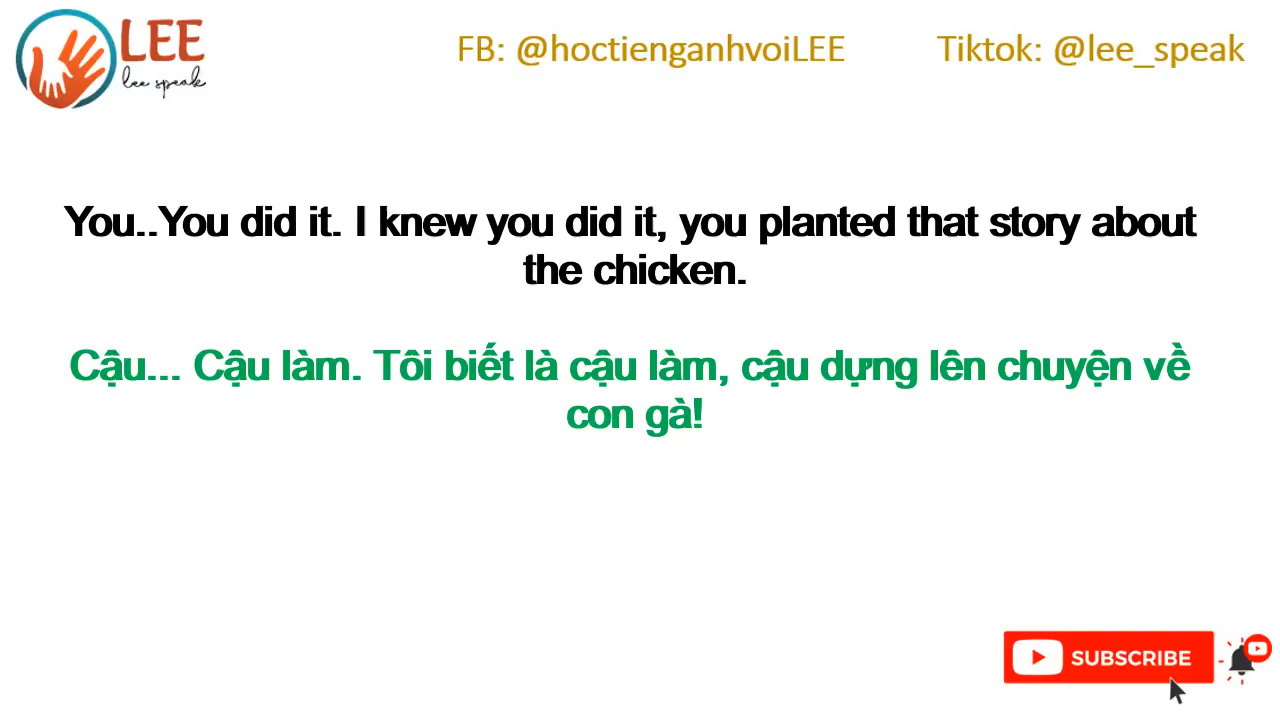 LEE
lee speak
FB: @hoctienganhvoiLEE
Tiktok: @lee_speak
You..You did it. I knew you did it, you planted that story about
the chicken.
Cậu... Cậu làm. Tôi biết là cậu làm, cậu dựng lên chuyện về
con gà!
SUBSCRIBE